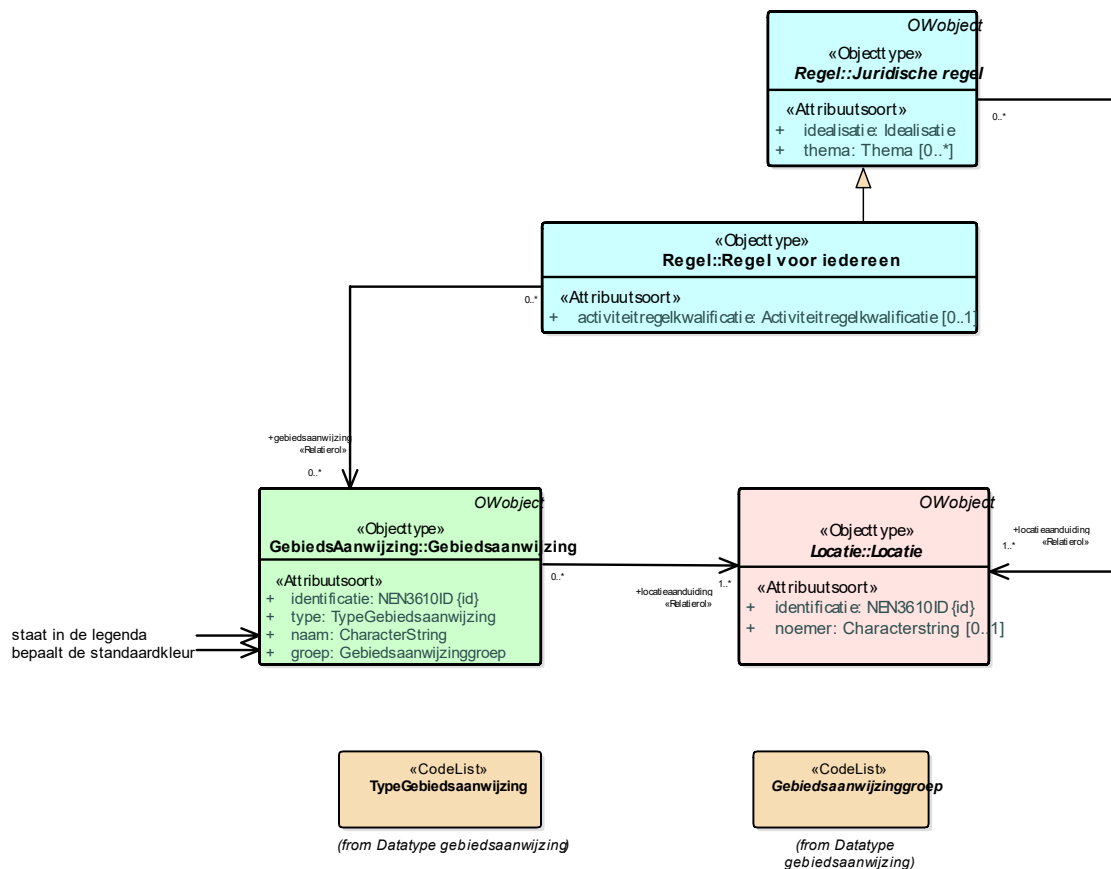 OWobject
«Objecttype»
Regel::Juridische regel
«Attribuutsoort»
+ idealisatie: Idealisatie
+ thema: Thema [0..*]
0..*
«Objecttype»
Regel::Regel voor iedereen
«Attribuutsoort»
+ activiteitregelkwalificatie: Activiteitregelkwalificatie [0..1]
0..*
+gebiedsaanwijzing
«Relatierol»
0..*
OWobject
«Objecttype»
GebiedsAanwijzing::Gebiedsaanwijzing
«Attribuutsoort»
+ identificatie: NEN3610ID {id}
+ type: TypeGebiedsaanwijzing
+ naam: CharacterString
+ groep: Gebiedsaanwijzinggroep
staat in de legenda
bepaalt de standaardkleur
0..*
1..*
+locatieaanduiding
«Relatierol»
OWobject
«Objecttype»
Locatie::Locatie
«Attribuutsoort»
+ identificatie: NEN3610ID {id}
+ noemer: Characterstring [0..1]
+locatieaanduiding
1..* «Relatierol»
«CodeList»
TypeGebiedsaanwijzing
(from Datatype gebiedsaanwijzing)
«CodeList»
Gebiedsaanwijzinggroep
(from Datatype
gebiedsaanwijzing)